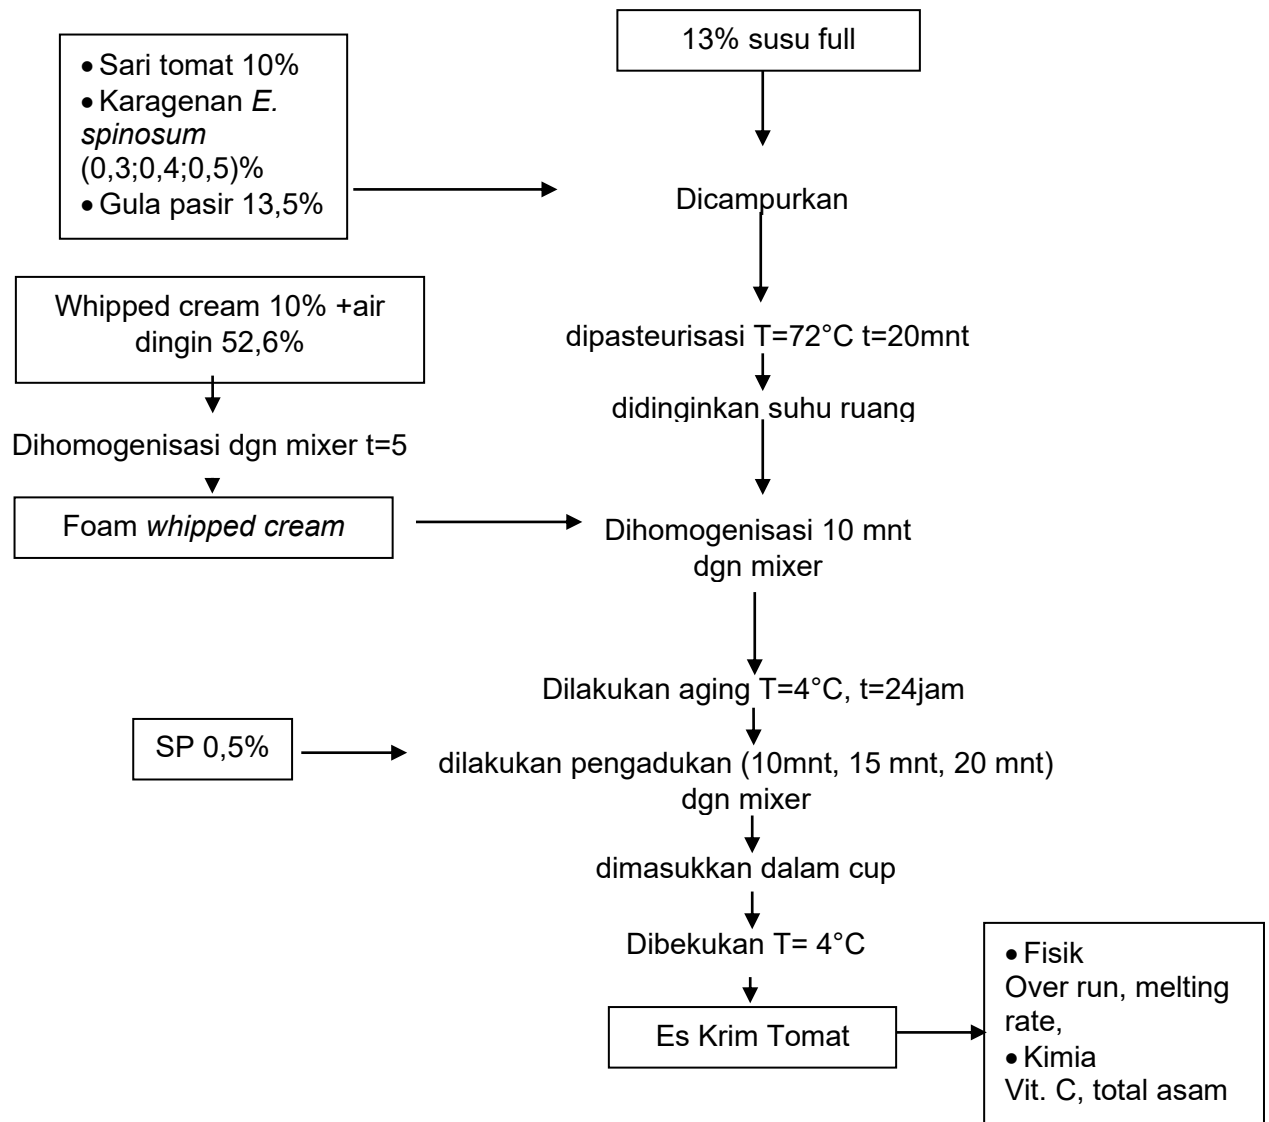 13% susu full
• Sari tomat 10%
• Karagenan E.
spinosum
(0,3;0,4;0,5)%
• Gula pasir 13,5%
Dicampurkan
Whipped cream 10% +air
dingin 52,6%
dipasteurisasi T=72°C t=20mnt
didinginkan suhu ruang
Dihomogenisasi dgn mixer t=5
Foam whipped cream
Dihomogenisasi 10 mnt
dgn mixer
Dilakukan aging T=4°C, t=24jam
SP 0,5%
dilakukan pengadukan (10mnt, 15 mnt, 20 mnt)
dgn mixer
dimasukkan dalam cup
Dibekukan T= 4°C
Es Krim Tomat
• Fisik
Over run, melting
rate,
• Kimia
Vit. C, total asam